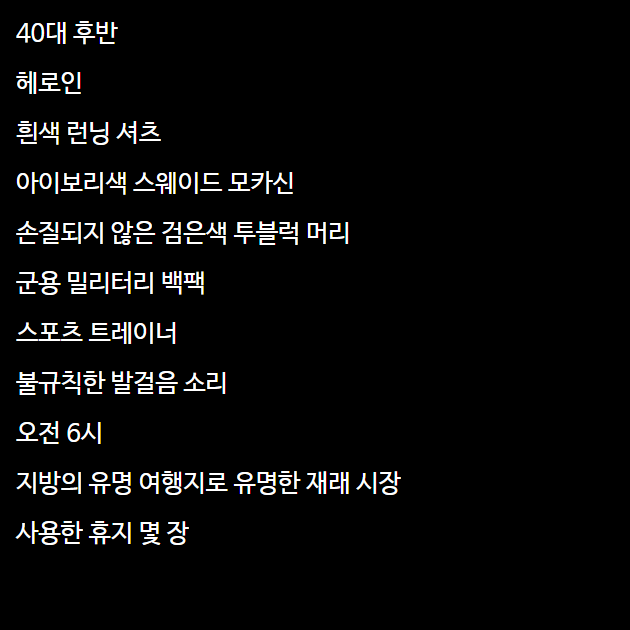 40대 후반
헤로인
흰색 런닝 셔츠
아이보리색 스웨이드 모카신
손질되지 않은 검은색 투블럭 머리
군용 밀리터리 백팩
스포츠 트레이너
불규칙한 발걸음 소리
오전 6시
지방의 유명 여행지로 유명한 재래 시장
사용한 휴지 몇 장